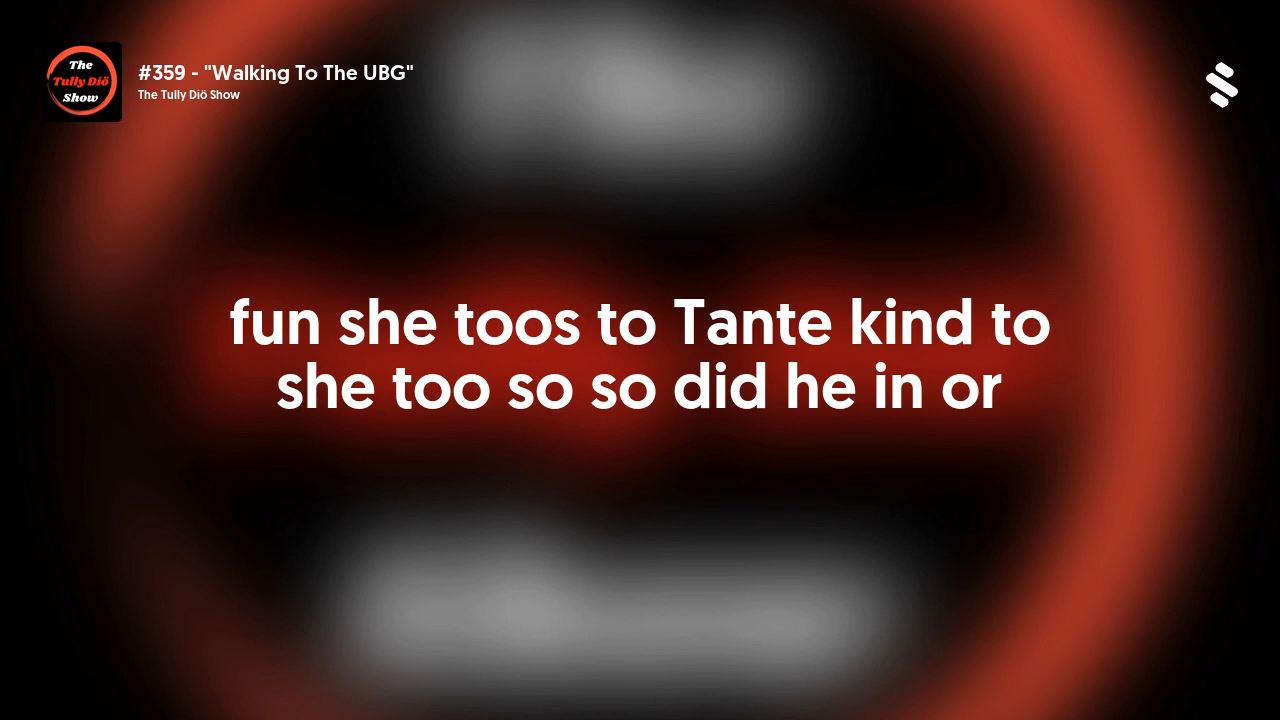 The
Tully Diö
Show
#359 - "Walking To The UBG"
The Tully Diö Show
fun she toos to Tante kind to
she too so so did he in or